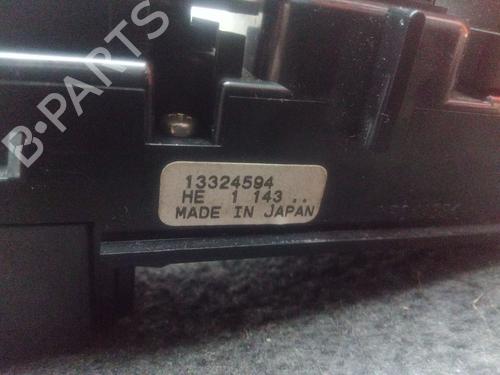 B-PARTS
13324594
HE 1 143 ..
MADE IN JAPAN